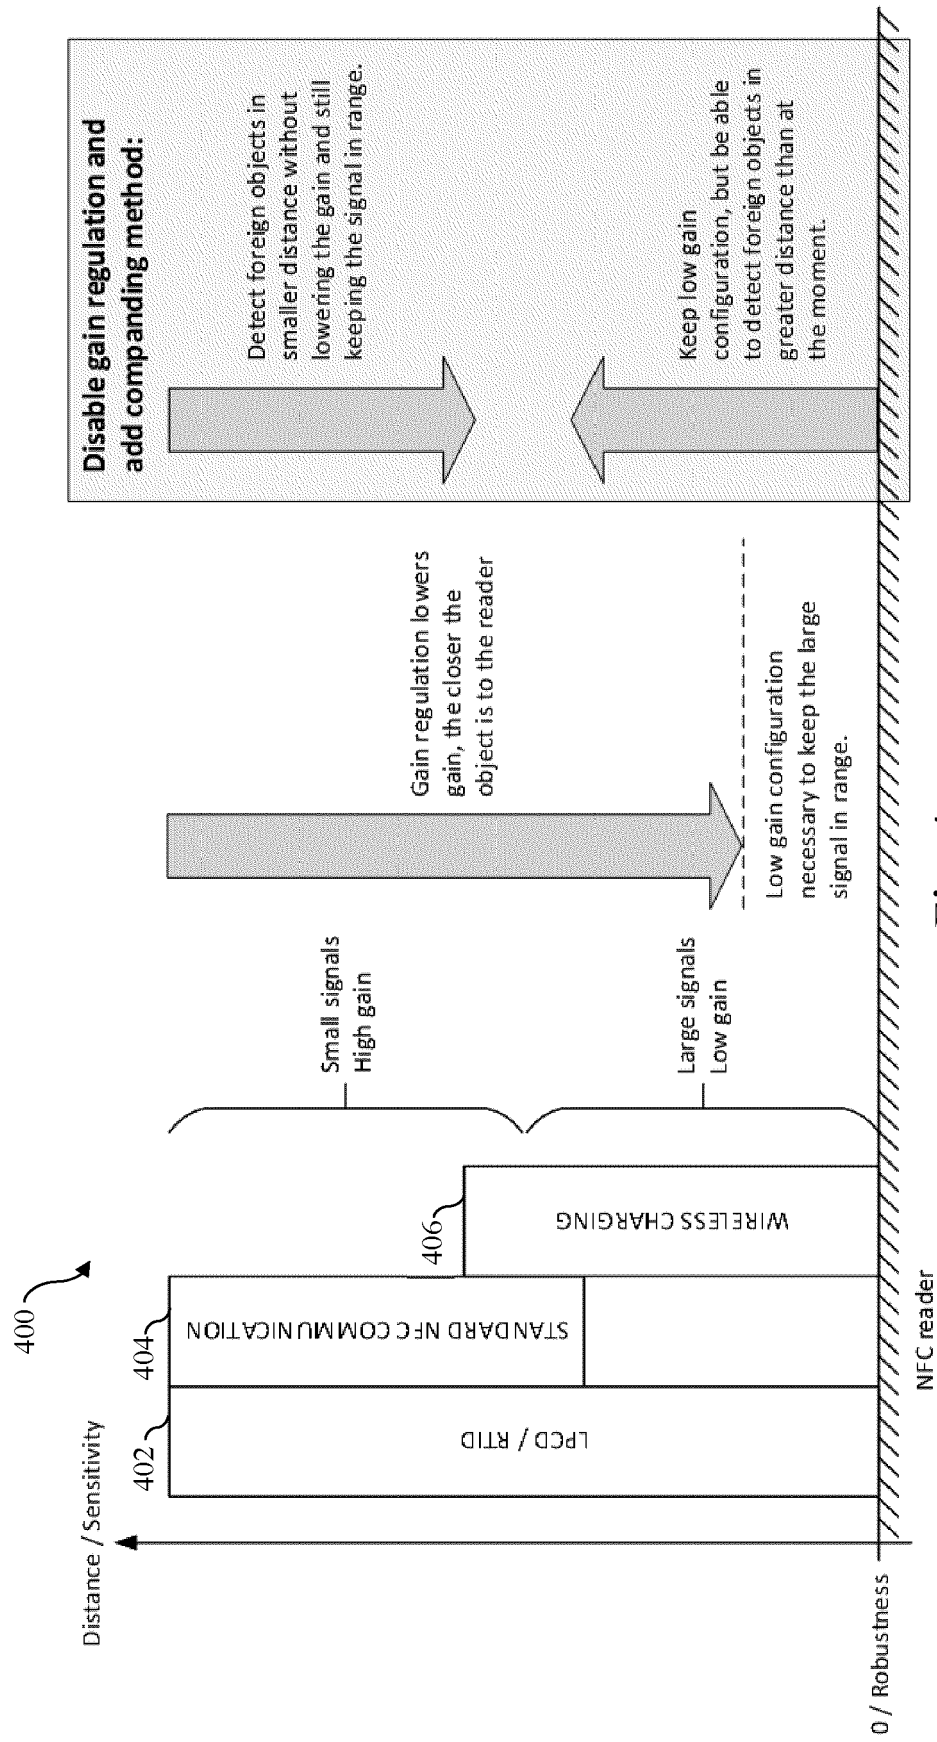 400
Distance / Sensitivity
402
404
406
LPCD / RTID
STANDARD NFC COMMUNICATION
WIRELESS CHARGING
Small signals
High gain
Large signals
Low gain
Gain regulation lowers
gain, the closer the
object is to the reader
Low gain configuration
necessary to keep the large
signal in range.
Disable gain regulation and
add companding method:
Detect foreign objects in
smaller distance without
lowering the gain and still
keeping the signal in range.
Keep low gain
configuration, but be able
to detect foreign objects in
greater distance than at
the moment.
0 / Robustness
NFC reader